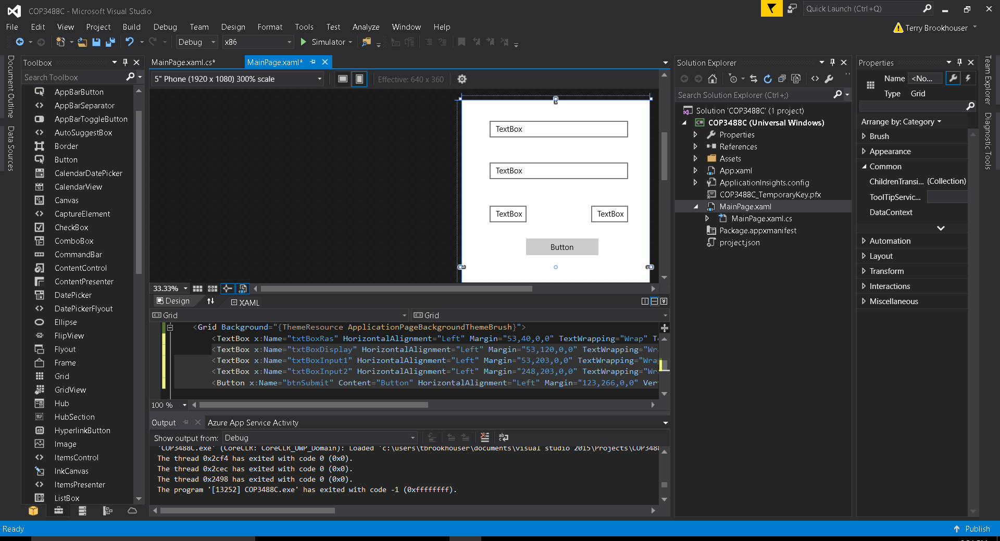 COP3488C - Microsoft Visual Studio
Quick Launch (Ctrl+Q)
File Edit View Project Build Debug Team Design Format Tools Test Analyze Window Help
Terry Brookhouser
Debug x86 Simulator
Document Outline
Data Sources
Toolbox
Search Toolbox
AppBarButton
AppBarSeparator
AppBarToggleButton
AutoSuggestBox
Border
Button
CalendarDatePicker
CalendarView
Canvas
CaptureElement
CheckBox
ComboBox
CommandBar
ContentControl
ContentPresenter
DatePicker
DatePickerFlyout
Ellipse
FlipView
Flyout
Frame
Grid
GridView
Hub
HubSection
HyperlinkButton
Image
ItemsControl
InkCanvas
ItemsPresenter
ListBox
MainPage.xaml.cs* MainPage.xaml*
5" Phone (1920 x 1080) 300% scale
Effective: 640 x 360
TextBox
TextBox
TextBox TextBox
Button
33.33%
Design XAML
Grid Grid
<Grid Background="{ThemeResource ApplicationPageBackgroundThemeBrush}">
<TextBox x:Name="txtBoxRas" HorizontalAlignment="Left" Margin="53,40,0,0" TextWrapping="Wrap" T
<TextBox x:Name="txtBoxDisplay" HorizontalAlignment="Left" Margin="53,120,0,0" TextWrapping="Wr
<TextBox x:Name="txtBoxInput1" HorizontalAlignment="Left" Margin="53,203,0,0" TextWrapping="Wra
<TextBox x:Name="txtBoxInput2" HorizontalAlignment="Left" Margin="248,203,0,0" TextWrapping="Wr
<Button x:Name="btnSubmit" Content="Button" HorizontalAlignment="Left" Margin="123,266,0,0" Ver
100 %
Output Azure App Service Activity
Show output from: Debug
'COP3488C.exe' (CoreCLR: CoreCLR_UWP_Domain): Loaded 'c:\users\tbrookhouser\documents\visual studio 2015\Projects\COP3488
The thread 0x2cf4 has exited with code 0 (0x0).
The thread 0x2cec has exited with code 0 (0x0).
The thread 0x2498 has exited with code 0 (0x0).
The program '[13252] COP3488C.exe' has exited with code -1 (0xffffffff).
Solution Explorer
Search Solution Explorer (Ctrl+;)
Solution 'COP3488C' (1 project)
COP3488C (Universal Windows)
Properties
References
Assets
App.xaml
ApplicationInsights.config
COP3488C_TemporaryKey.pfx
MainPage.xaml
MainPage.xaml.cs
Package.appxmanifest
project.json
Properties
Name <No...
Type Grid
Arrange by: Category
Brush
Appearance
Common
ChildrenTransi... (Collection)
ToolTipServic...
DataContext
Automation
Layout
Transform
Interactions
Miscellaneous
Team Explorer
Diagnostic Tools
Ready
Publish